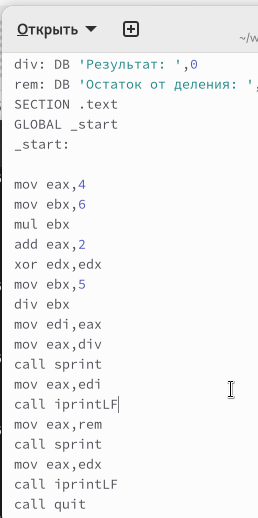 Открыть
~/w
div: DB 'Результат: ',0
rem: DB 'Остаток от деления: ',
SECTION .text
GLOBAL _start
_start:
mov eax,4
mov ebx,6
mul ebx
add eax,2
xor edx,edx
mov ebx,5
div ebx
mov edi,eax
mov eax,div
call sprint
mov eax,edi
call iprintLF
mov eax,rem
call sprint
mov eax,edx
call iprintLF
call quit